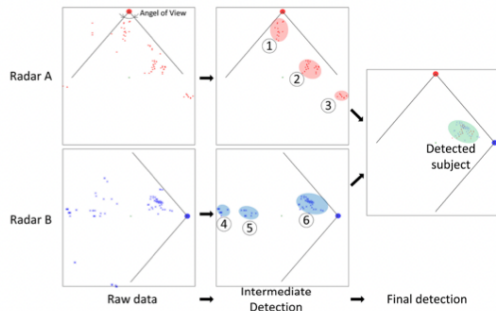 Angel of View
Radar A
1
2
3
Detected
subject
Radar B
4
5
6
Raw data
Intermediate
Detection
Final detection